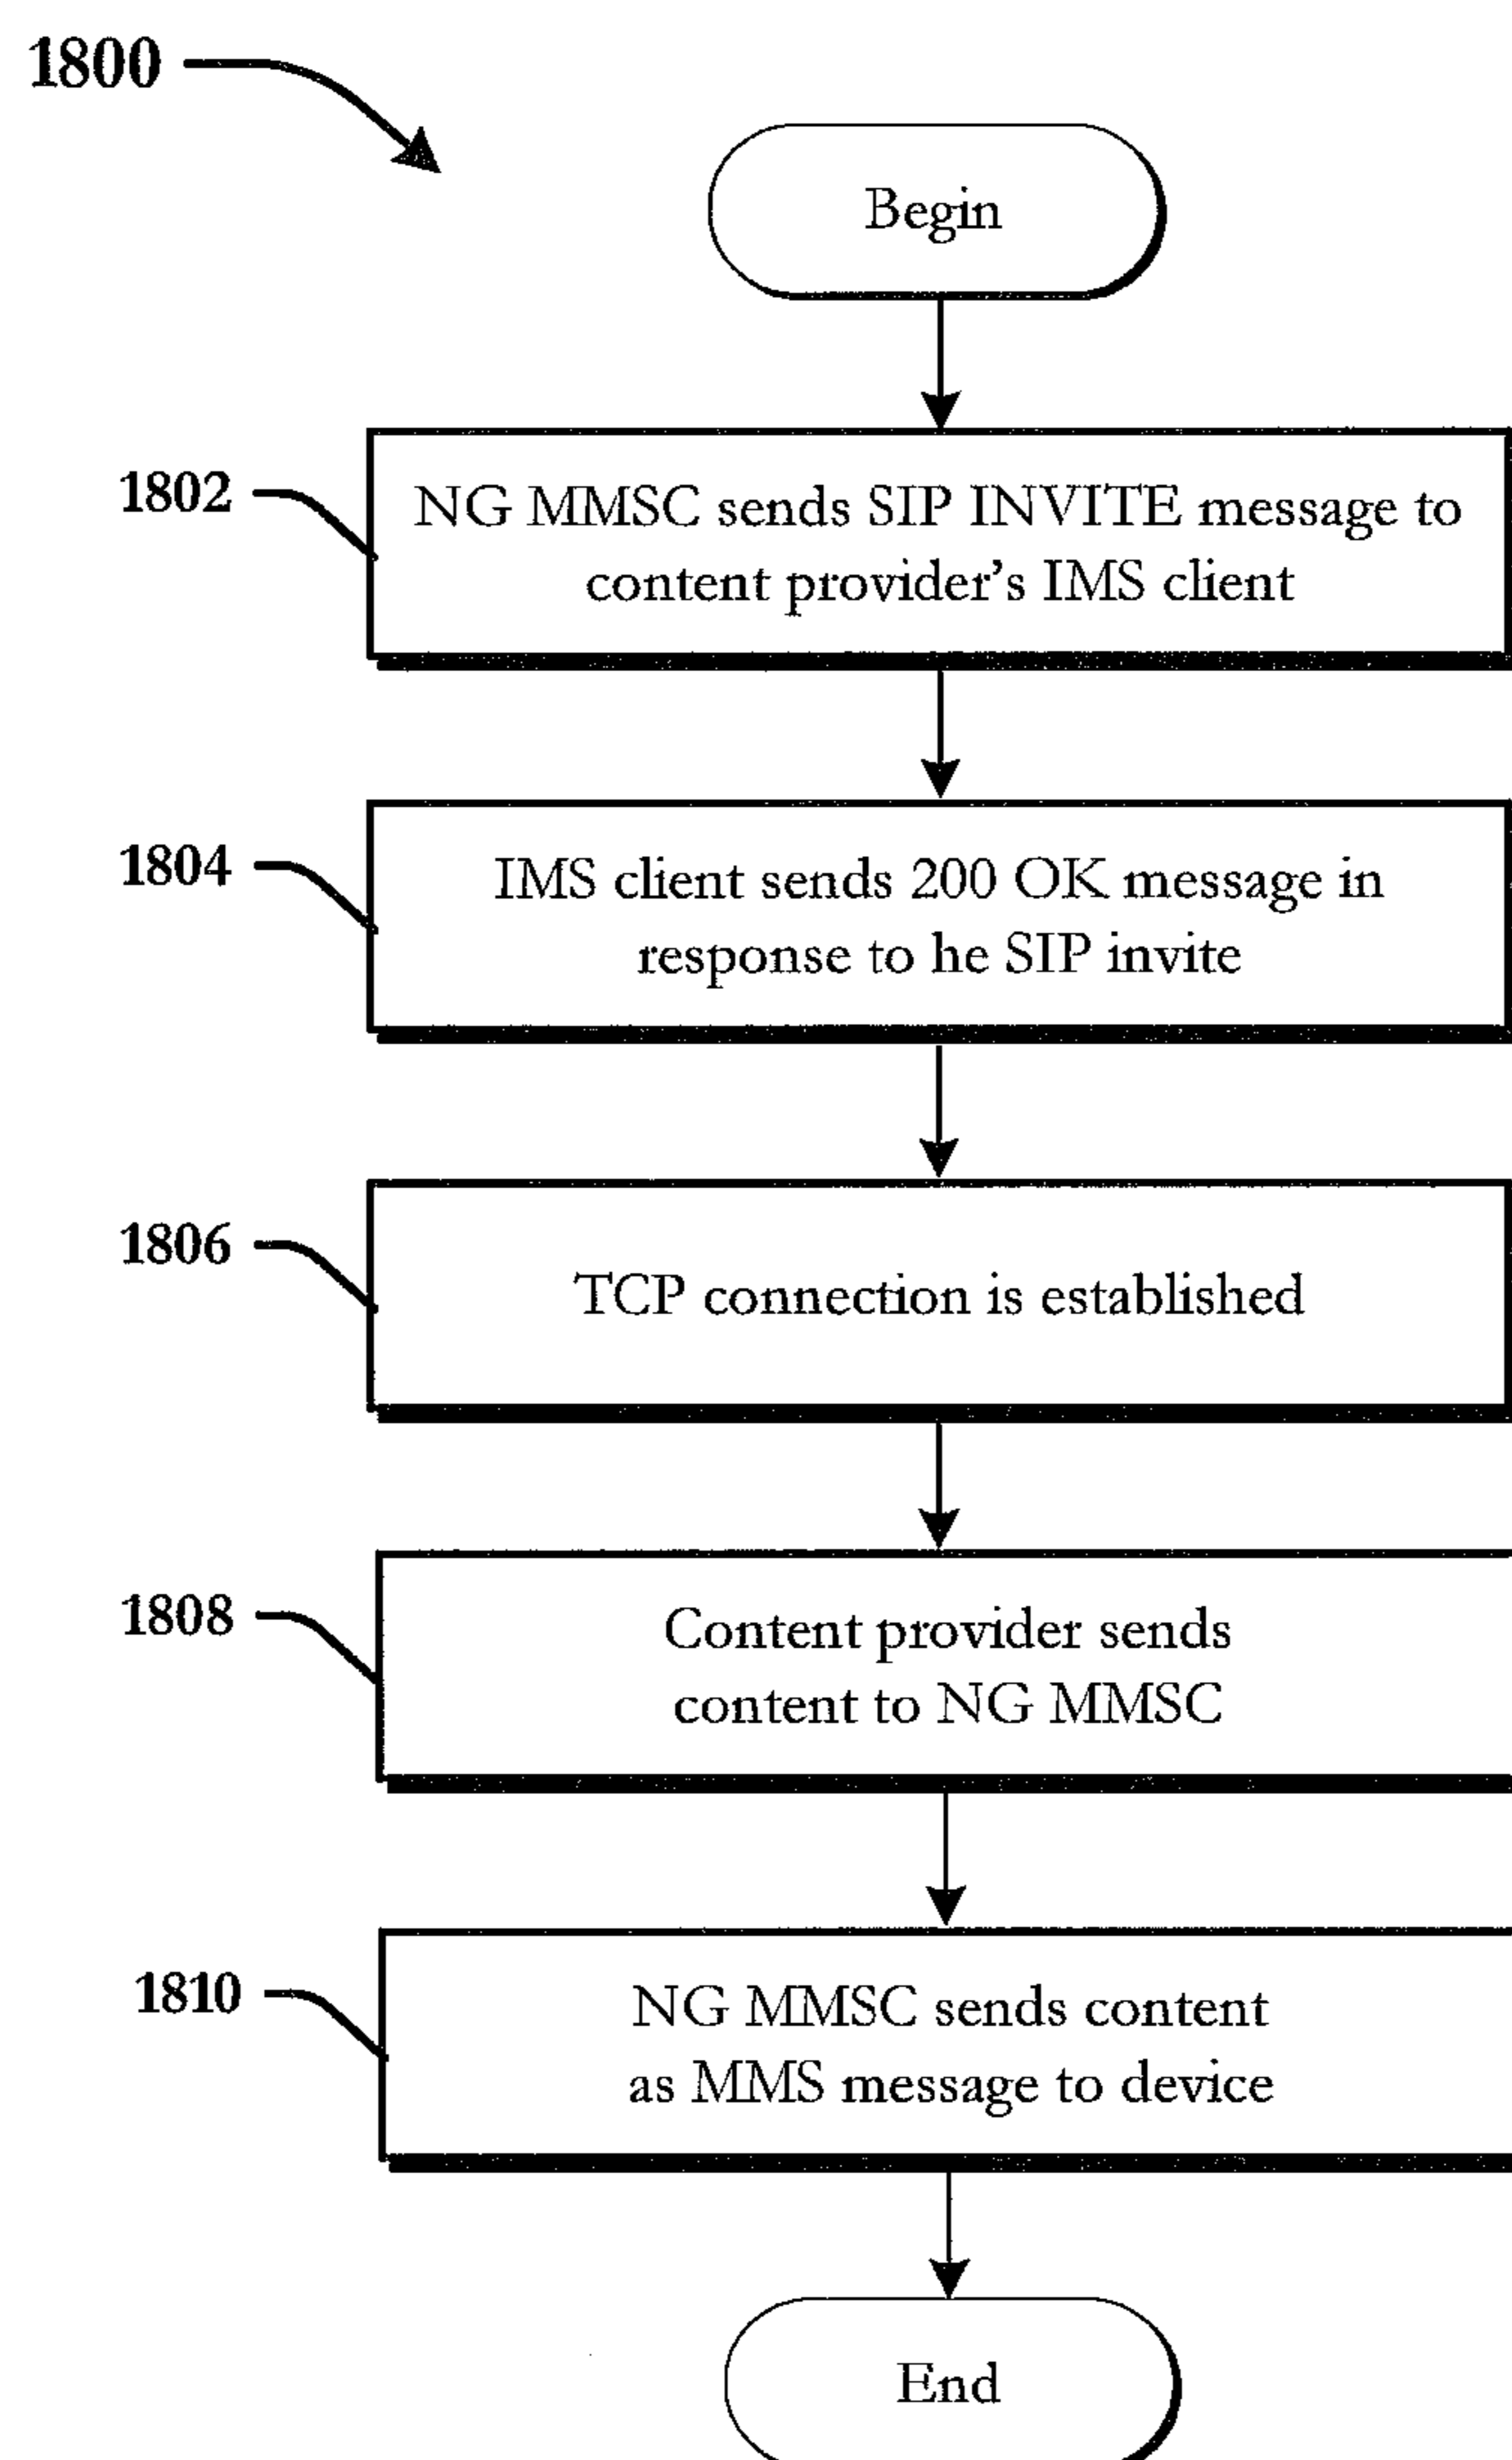 1800
Begin
1802
NG MMSC sends SIP INVITE message to
content provider's IMS client
1804
IMS client sends 200 OK message in
response to he SIP invite
1806
TCP connection is established
1808
Content provider sends
content to NG MMSC
1810
NG MMSC sends content
as MMS message to device
End